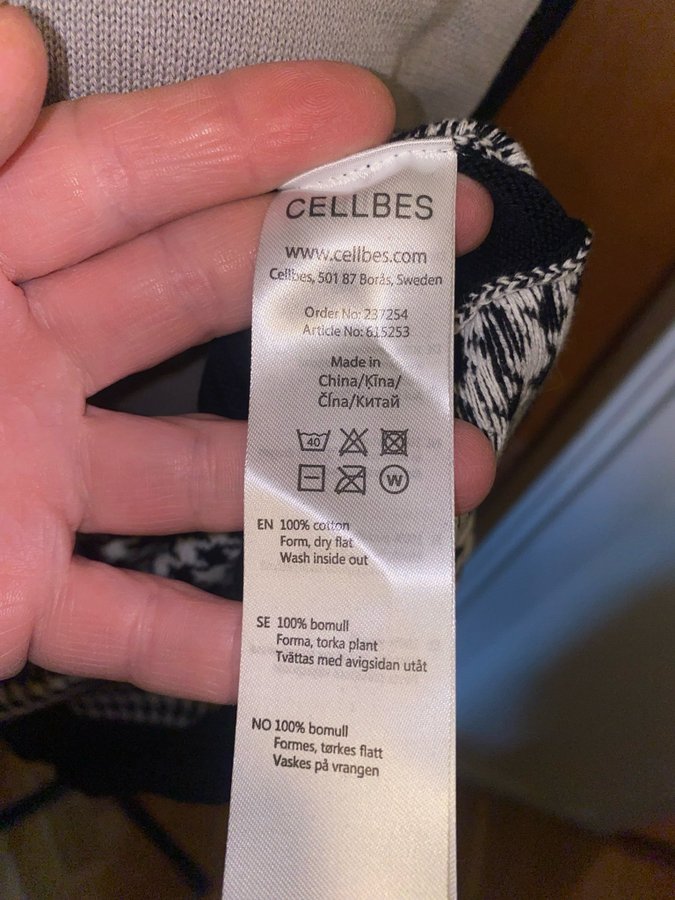 CELLBES
www.cellbes.com
Cellbes, 501 87 Borås, Sweden
Order No: 237254
Article No: 615253
Made in
China/Ķīna/
Čína/Китай
40
W
EN 100% cotton
Form, dry flat
Wash inside out
SE 100% bomull
Forma, torka plant
Tvättas med avigsidan utåt
NO 100% bomull
Formes, tørkes flatt
Vaskes på vrangen